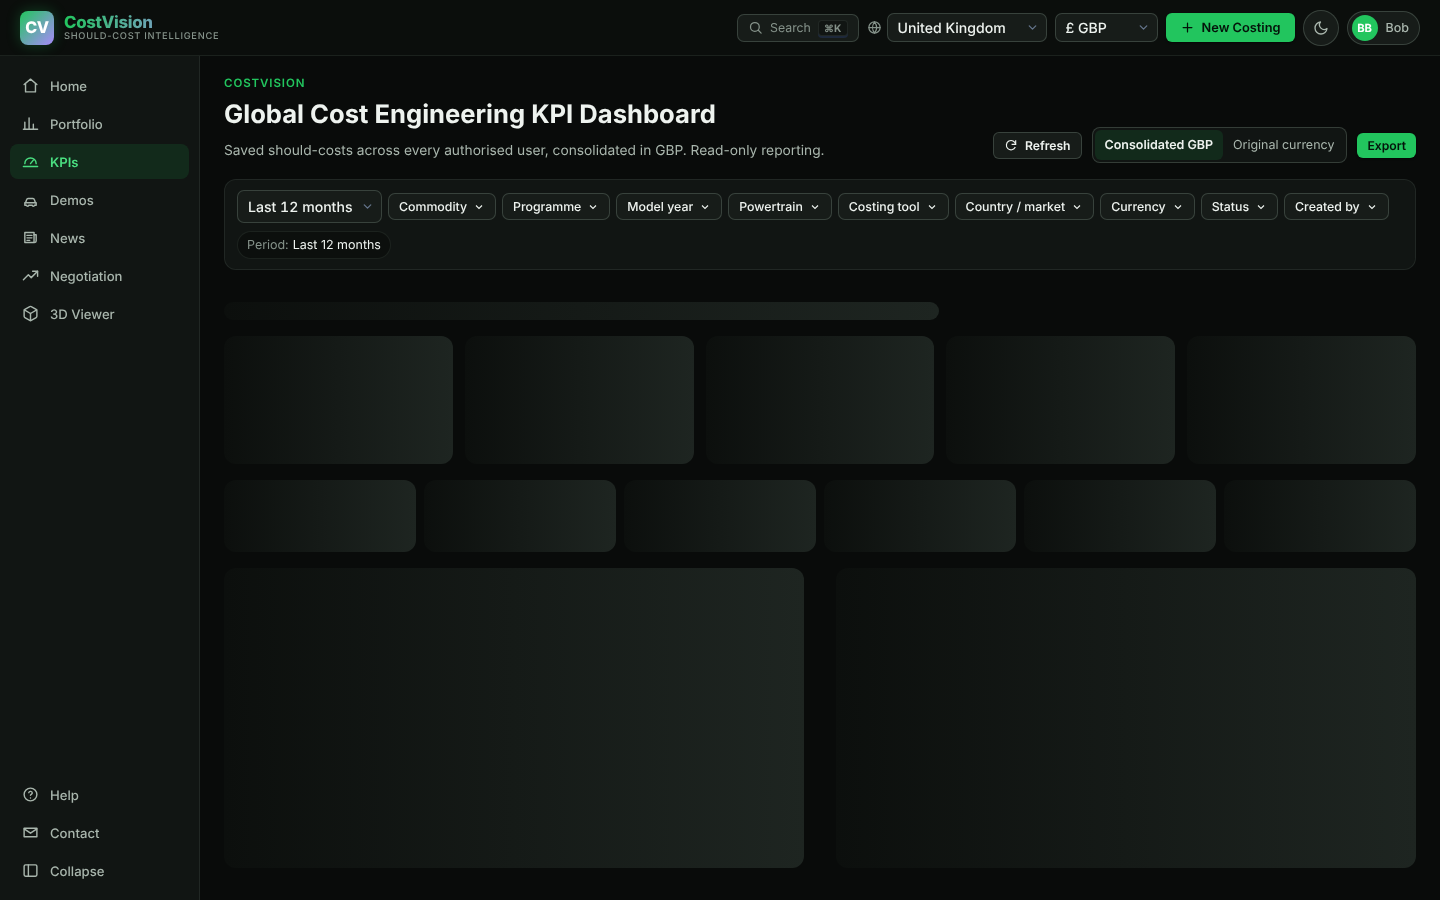 CV
CostVision
SHOULD-COST INTELLIGENCE
Search ⌘K
United Kingdom
£ GBP
+ New Costing
BB
Bob
Home
Portfolio
KPIs
Demos
News
Negotiation
3D Viewer
Help
Contact
Collapse
COSTVISION
Global Cost Engineering KPI Dashboard
Saved should-costs across every authorised user, consolidated in GBP. Read-only reporting.
Refresh
Consolidated GBP
Original currency
Export
Last 12 months
Commodity
Programme
Model year
Powertrain
Costing tool
Country / market
Currency
Status
Created by
Period: Last 12 months